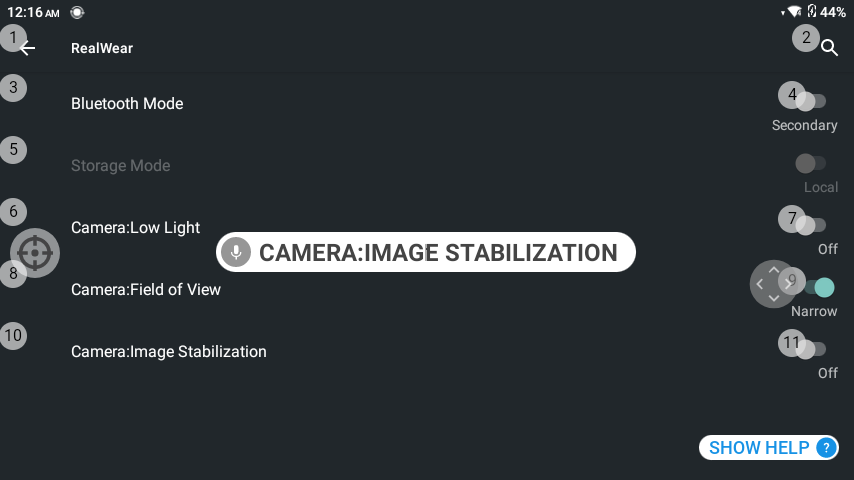 12:16 AM 44%
1 RealWear 2
3 Bluetooth Mode 4
Secondary
5 Storage Mode
Local
6 Camera:Low Light 7
Off
CAMERA:IMAGE STABILIZATION
8 Camera:Field of View 9
Narrow
10 Camera:Image Stabilization 11
Off
SHOW HELP ?